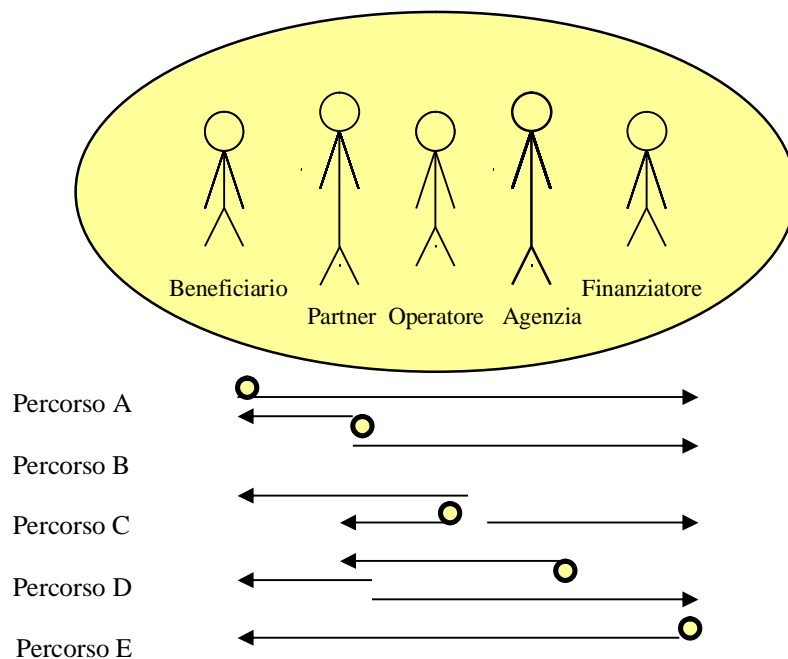 Beneficiario Finanziatore
Partner Operatore Agenzia
Percorso A
Percorso B
Percorso C
Percorso D
Percorso E